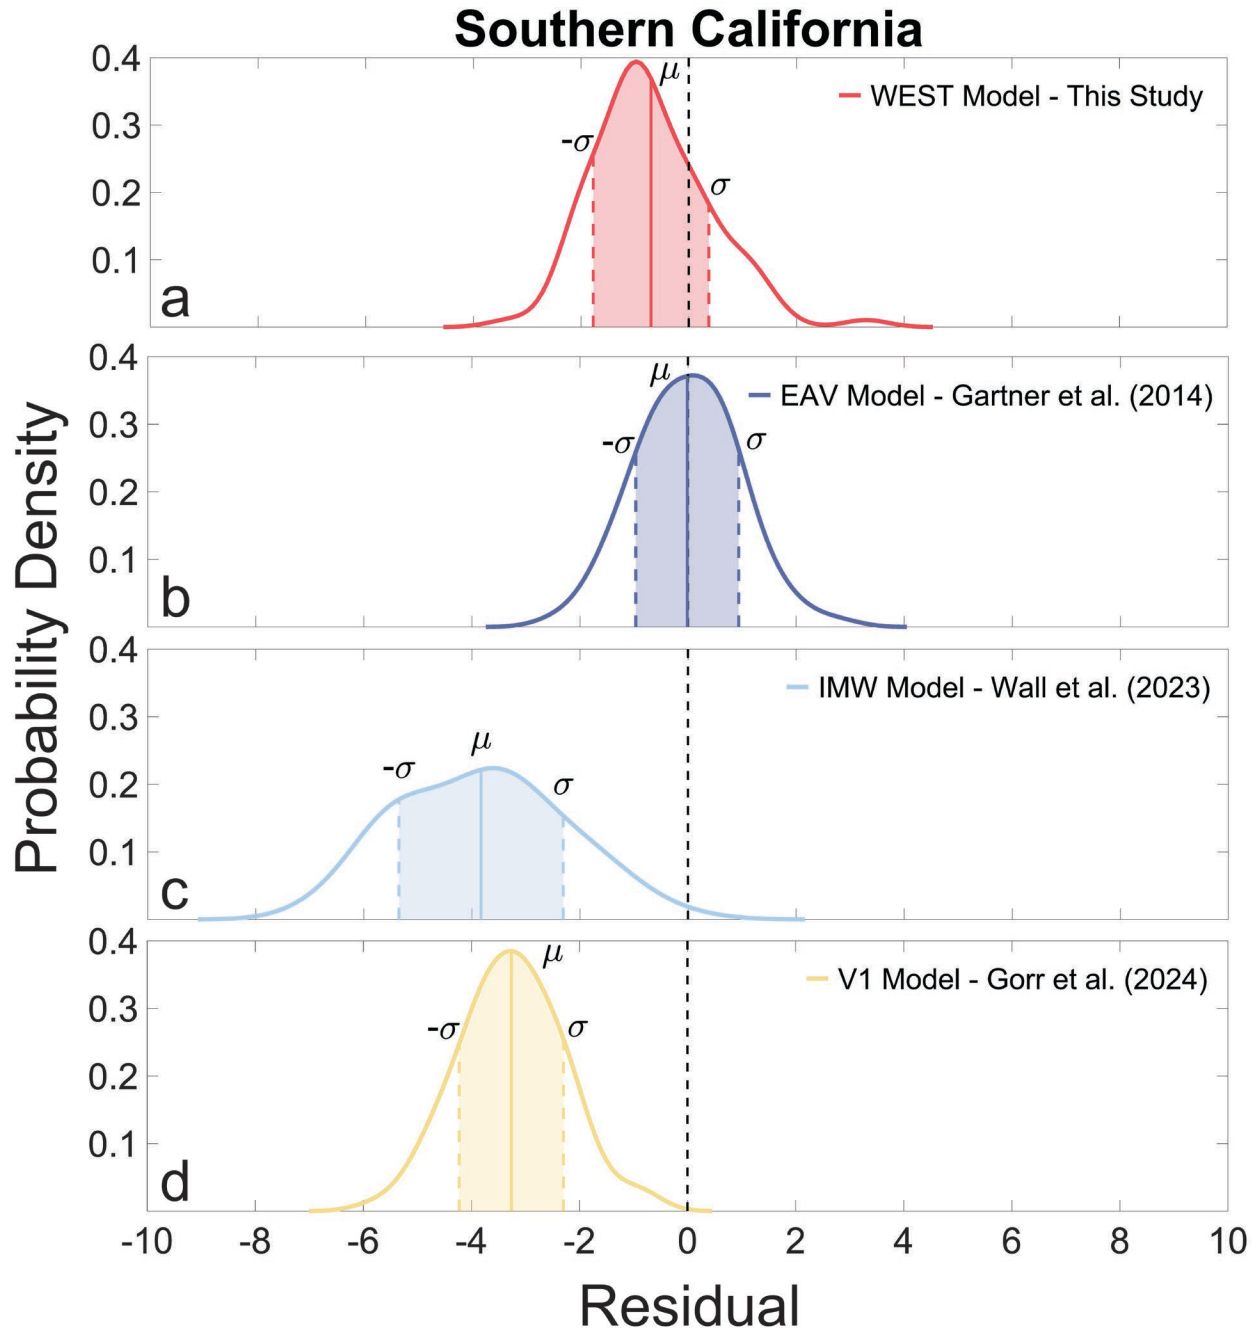 Southern California
Probability Density
0.4
0.3
0.2
0.1
a
-σ
μ
σ
WEST Model - This Study
0.4
0.3
0.2
0.1
b
-σ
μ
σ
EAV Model - Gartner et al. (2014)
0.4
0.3
0.2
0.1
c
-σ
μ
σ
IMW Model - Wall et al. (2023)
0.4
0.3
0.2
0.1
d
-σ
μ
σ
V1 Model - Gorr et al. (2024)
-10 -8 -6 -4 -2 0 2 4 6 8 10
Residual